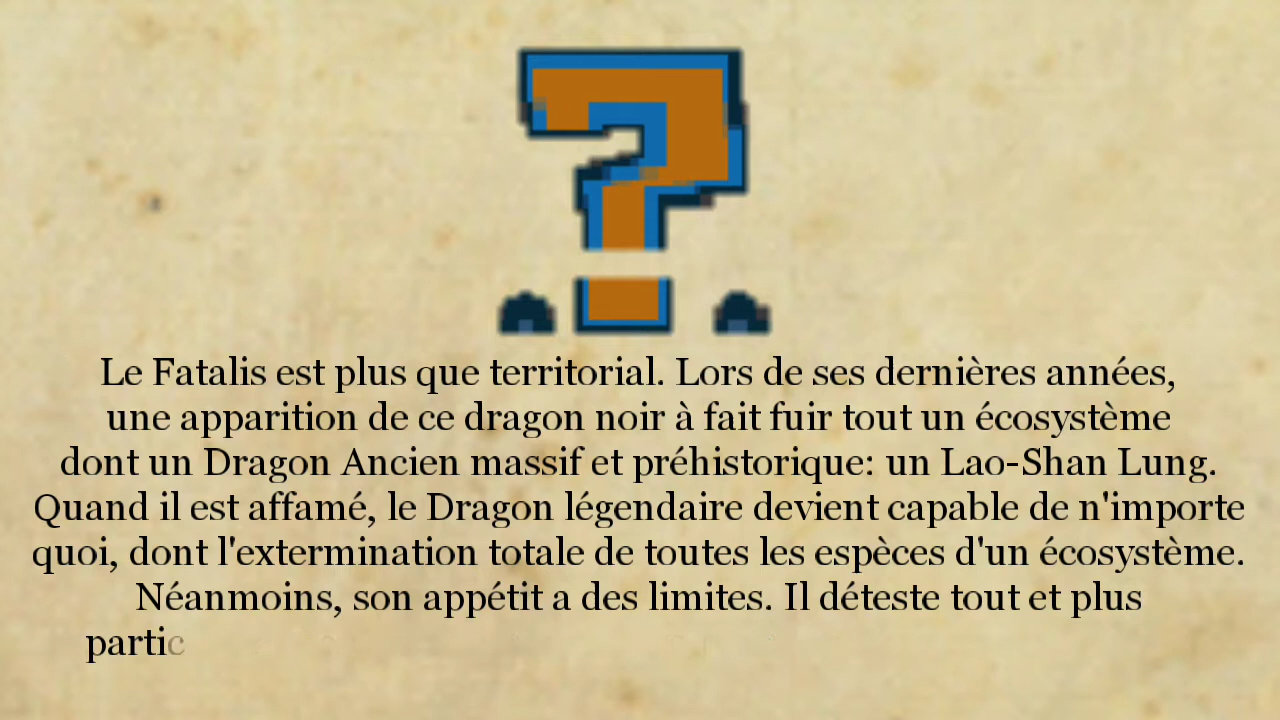 ?
Le Fatalis est plus que territorial. Lors de ses dernières années,
une apparition de ce dragon noir à fait fuir tout un écosystème
dont un Dragon Ancien massif et préhistorique: un Lao-Shan Lung.
Quand il est affamé, le Dragon légendaire devient capable de n'importe
quoi, dont l'extermination totale de toutes les espèces d'un écosystème.
Néanmoins, son appétit a des limites. Il déteste tout et plus
partic